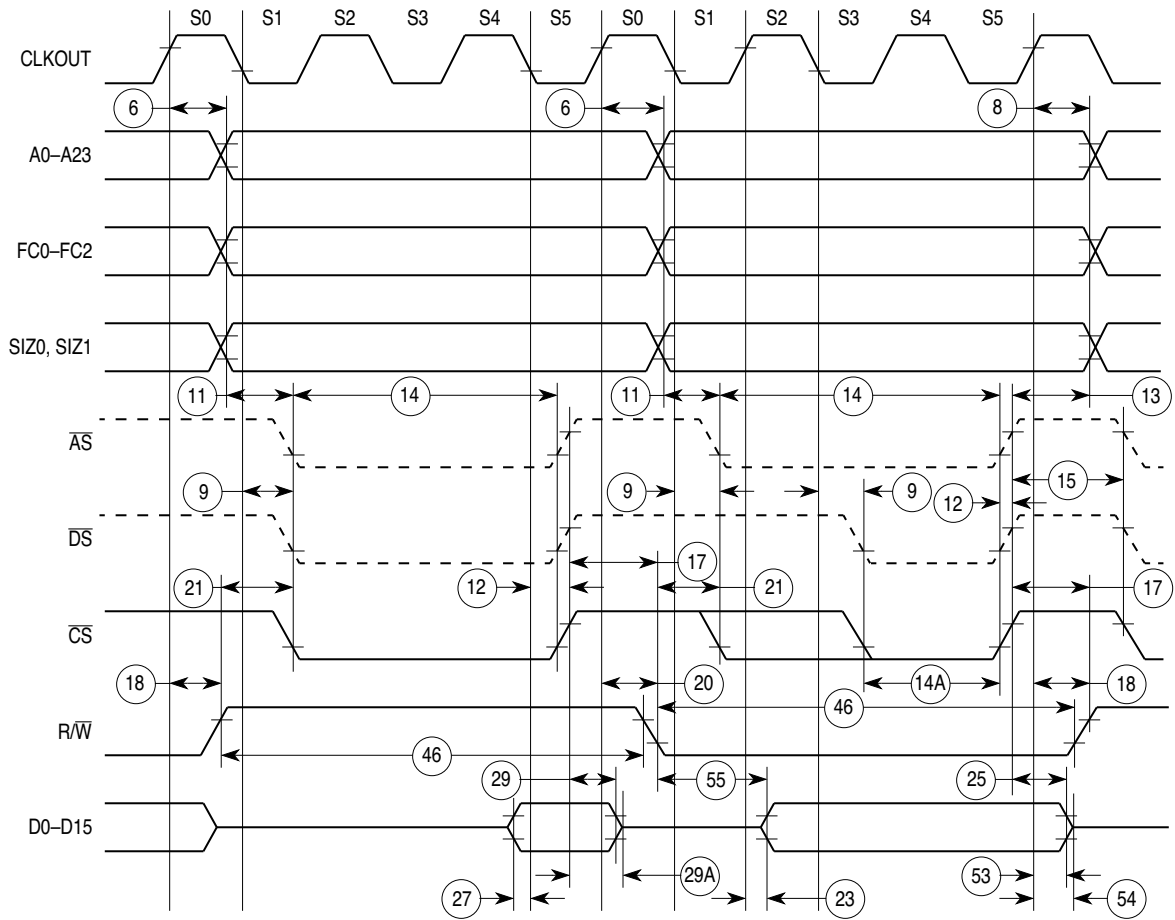 S0 S1 S2 S3 S4 S5 S0 S1 S2 S3 S4 S5
CLKOUT
6 6 8
A0–A23
FC0–FC2
SIZ0, SIZ1
11 14 11 14 13
AS
9 9 9 12 15
DS
17
21 12 21 17
CS
18 20 14A 18
R/W
46 46
29 55 25
D0–D15
27 29A 23 53 54